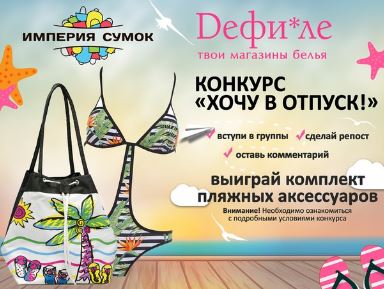 ИМПЕРИЯ СУМОК
Дефи*ле
твои магазины белья
КОНКУРС
«ХОЧУ В ОТПУСК!»
вступи в группы
сделай репост
оставь комментарий
выиграй комплект
пляжных аксессуаров
Внимание! Необходимо ознакомиться
с подробными условиями конкурса